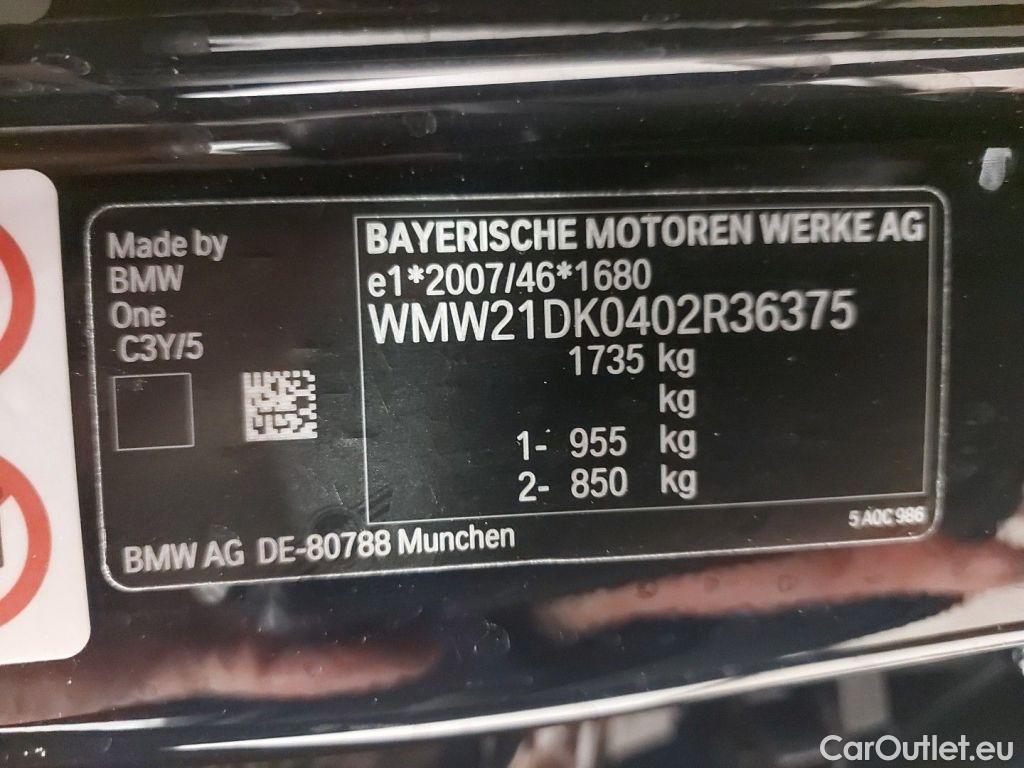 Made by
BMW
One
C3Y/5
BAYERISCHE MOTOREN WERKE AG
e1*2007/46*1680
WMW21DK0402R36375
1735 kg
kg
1- 955 kg
2- 850 kg
5 A0C 986
BMW AG DE-80788 Munchen
CarOutlet.eu